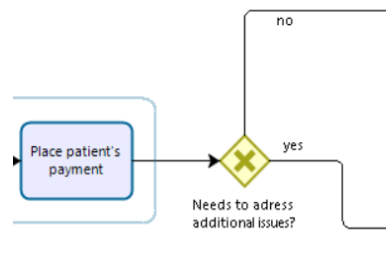 no
yes
Place patient's
payment
Needs to adress
additional issues?